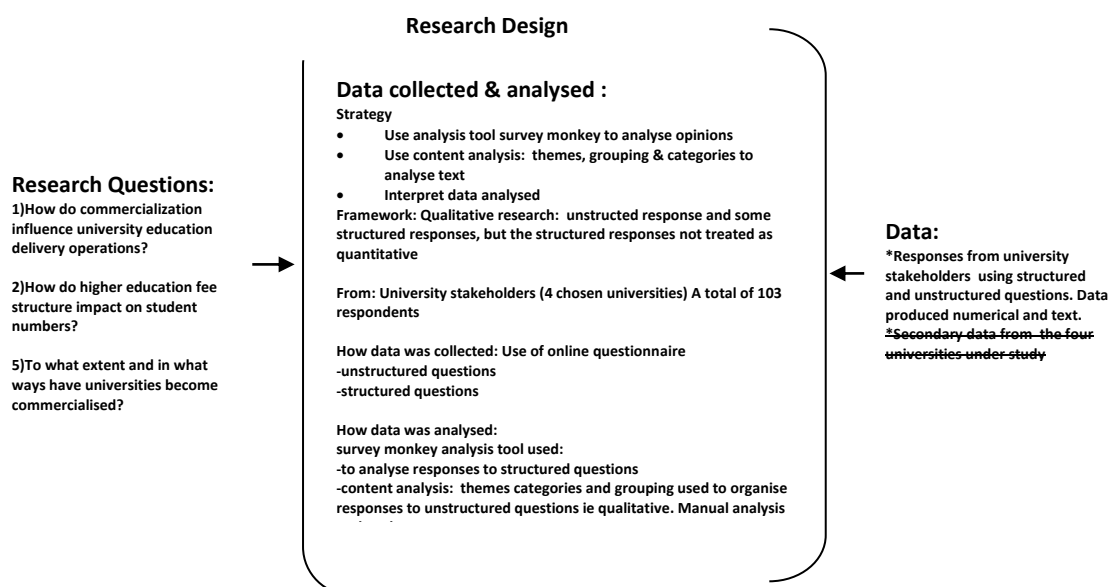 Research Design
Research Questions:
1)How do commercialization
influence university education
delivery operations?
2)How do higher education fee
structure impact on student
numbers?
5)To what extent and in what
ways have universities become
commercialised?
Data collected & analysed :
Strategy
• Use analysis tool survey monkey to analyse opinions
• Use content analysis: themes, grouping & categories to
analyse text
• Interpret data analysed
Framework: Qualitative research: unstructed response and some
structured responses, but the structured responses not treated as
quantitative
From: University stakeholders (4 chosen universities) A total of 103
respondents
How data was collected: Use of online questionnaire
-unstructured questions
-structured questions
How data was analysed:
survey monkey analysis tool used:
-to analyse responses to structured questions
-content analysis: themes categories and grouping used to organise
responses to unstructured questions ie qualitative. Manual analysis
Data:
*Responses from university
stakeholders using structured
and unstructured questions. Data
produced numerical and text.
*Secondary data from the four
universities under study